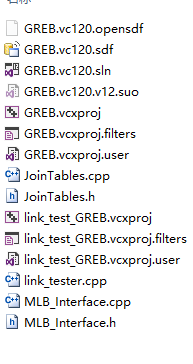 GREB.vc120.opensdf
GREB.vc120.sdf
GREB.vc120.sln
GREB.vc120.v12.suo
GREB.vcxproj
GREB.vcxproj.filters
GREB.vcxproj.user
JoinTables.cpp
JoinTables.h
link_test_GREB.vcxproj
link_test_GREB.vcxproj.filters
link_test_GREB.vcxproj.user
link_tester.cpp
MLB_Interface.cpp
MLB_Interface.h